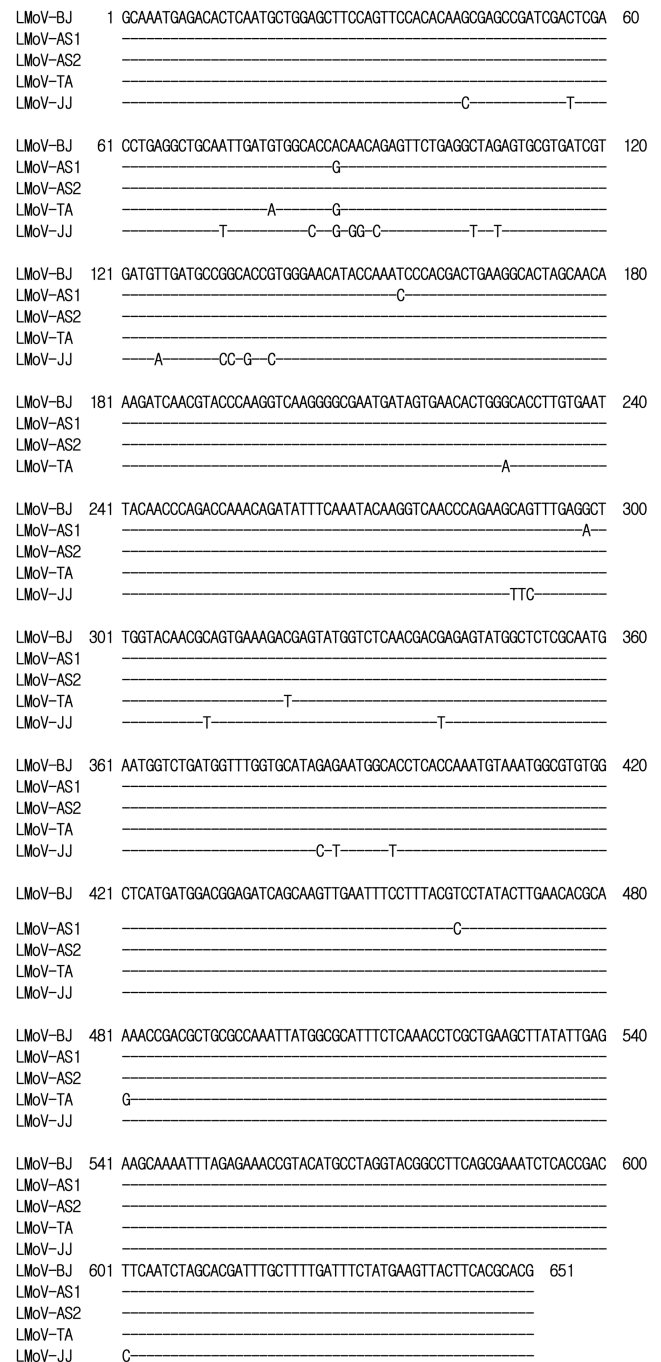 LMoV-BJ 1 GCAAATGAGACACTCAATGCTGGAGCTTCCAGTTCCACACAAGCGAGCCGATCGACTCGA 60
LMoV-AS1 ------------------------------------------------------------
LMoV-AS2 ------------------------------------------------------------
LMoV-TA ------------------------------------------------------------
LMoV-JJ ------------------------------------------C------------T----
LMoV-BJ 61 CCTGAGGCTGCAATTGATGTGGCACCACAACAGAGTTCTGAGGCTAGAGTGCGTGATCGT 120
LMoV-AS1 --------------------------G---------------------------------
LMoV-AS2 ------------------------------------------------------------
LMoV-TA ------------------A-------G---------------------------------
LMoV-JJ ------------T----------C--G-GG-C-----------T--T-------------
LMoV-BJ 121 GATGTTGATGCCGGCACCGTGGGAACATACCAAATCCCACGACTGAAGGCACTAGCAACA 180
LMoV-AS1 ----------------------------------C-------------------------
LMoV-AS2 ------------------------------------------------------------
LMoV-TA ------------------------------------------------------------
LMoV-JJ ----A-------CC-G--C-----------------------------------------
LMoV-BJ 181 AAGATCAACGTACCCAAGGTCAAGGGGCGAATGATAGTGAACACTGGGCACCTTGTGAAT 240
LMoV-AS1 ------------------------------------------------------------
LMoV-AS2 ------------------------------------------------------------
LMoV-TA -----------------------------------------------A------------
LMoV-BJ 241 TACAACCCAGACCAAACAGATATTTCAAATACAAGGTCAACCCAGAAGCAGTTTGAGGCT 300
LMoV-AS1 ---------------------------------------------------------A--
LMoV-AS2 ------------------------------------------------------------
LMoV-TA ------------------------------------------------------------
LMoV-JJ ------------------------------------------------TTC---------
LMoV-BJ 301 TGGTACAACGCAGTGAAAGACGAGTATGGTCTCAACGACGAGAGTATGGCTCTCGCAATG 360
LMoV-AS1 ------------------------------------------------------------
LMoV-AS2 ------------------------------------------------------------
LMoV-TA --------------------T---------------------------------------
LMoV-JJ ----------T----------------------------T--------------------
LMoV-BJ 361 AATGGTCTGATGGTTTGGTGCATAGAGAATGGCACCTCACCAAATGTAAATGGCGTGTGG 420
LMoV-AS1 ------------------------------------------------------------
LMoV-AS2 ------------------------------------------------------------
LMoV-TA ------------------------------------------------------------
LMoV-JJ ------------------------C-T------T--------------------------
LMoV-BJ 421 CTCATGATGGACGGAGATCAGCAAGTTGAATTTCCTTTACGTCCTATACTTGAACACGCA 480
LMoV-AS1 -----------------------------------------C------------------
LMoV-AS2 ------------------------------------------------------------
LMoV-TA ------------------------------------------------------------
LMoV-JJ ------------------------------------------------------------
LMoV-BJ 481 AAACCGACGCTGCGCCAAATTATGGCGCATTTCTCAAACCTCGCTGAAGCTTATATTGAG 540
LMoV-AS1 ------------------------------------------------------------
LMoV-AS2 ------------------------------------------------------------
LMoV-TA G-----------------------------------------------------------
LMoV-JJ ------------------------------------------------------------
LMoV-BJ 541 AAGCAAAATTTAGAGAAACCGTACATGCCTAGGTACGGCCTTCAGCGAAATCTCACCGAC 600
LMoV-AS1 ------------------------------------------------------------
LMoV-AS2 ------------------------------------------------------------
LMoV-TA ------------------------------------------------------------
LMoV-JJ ------------------------------------------------------------
LMoV-BJ 601 TTCAATCTAGCACGATTTGCTTTTGATTTCTATGAAGTTACTTCACGCACG 651
LMoV-AS1 ---------------------------------------------------
LMoV-AS2 ---------------------------------------------------
LMoV-TA ---------------------------------------------------
LMoV-JJ C--------------------------------------------------